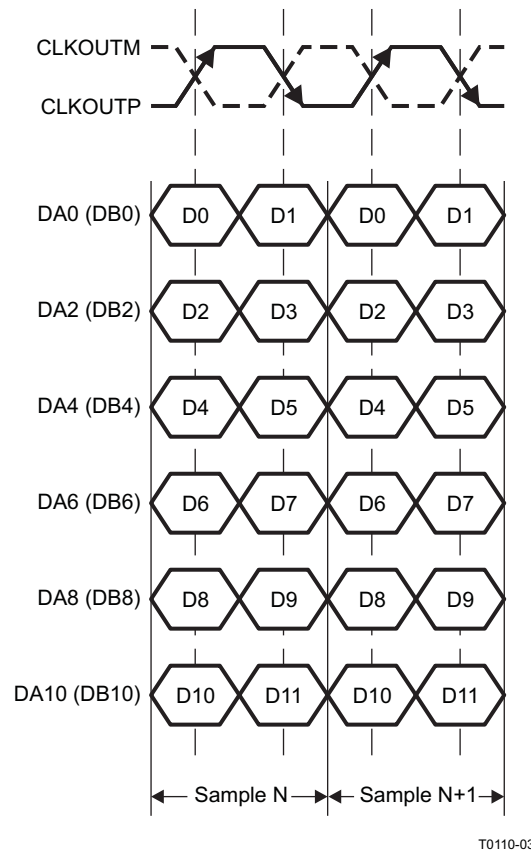 CLKOUTM
CLKOUTP
DA0 (DB0) D0 D1 D0 D1
DA2 (DB2) D2 D3 D2 D3
DA4 (DB4) D4 D5 D4 D5
DA6 (DB6) D6 D7 D6 D7
DA8 (DB8) D8 D9 D8 D9
DA10 (DB10) D10 D11 D10 D11
Sample N Sample N+1
T0110-03